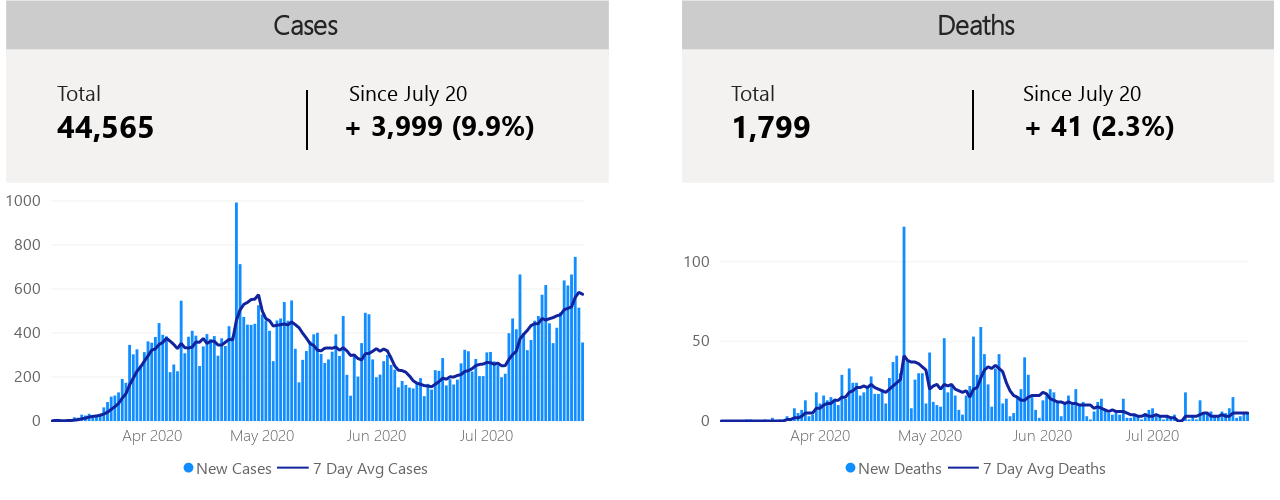 Cases
Total
44,565
Since July 20
+ 3,999 (9.9%)
1000
800
600
400
200
0
Apr 2020 May 2020 Jun 2020 Jul 2020
New Cases 7 Day Avg Cases
Deaths
Total
1,799
Since July 20
+ 41 (2.3%)
100
50
0
Apr 2020 May 2020 Jun 2020 Jul 2020
New Deaths 7 Day Avg Deaths